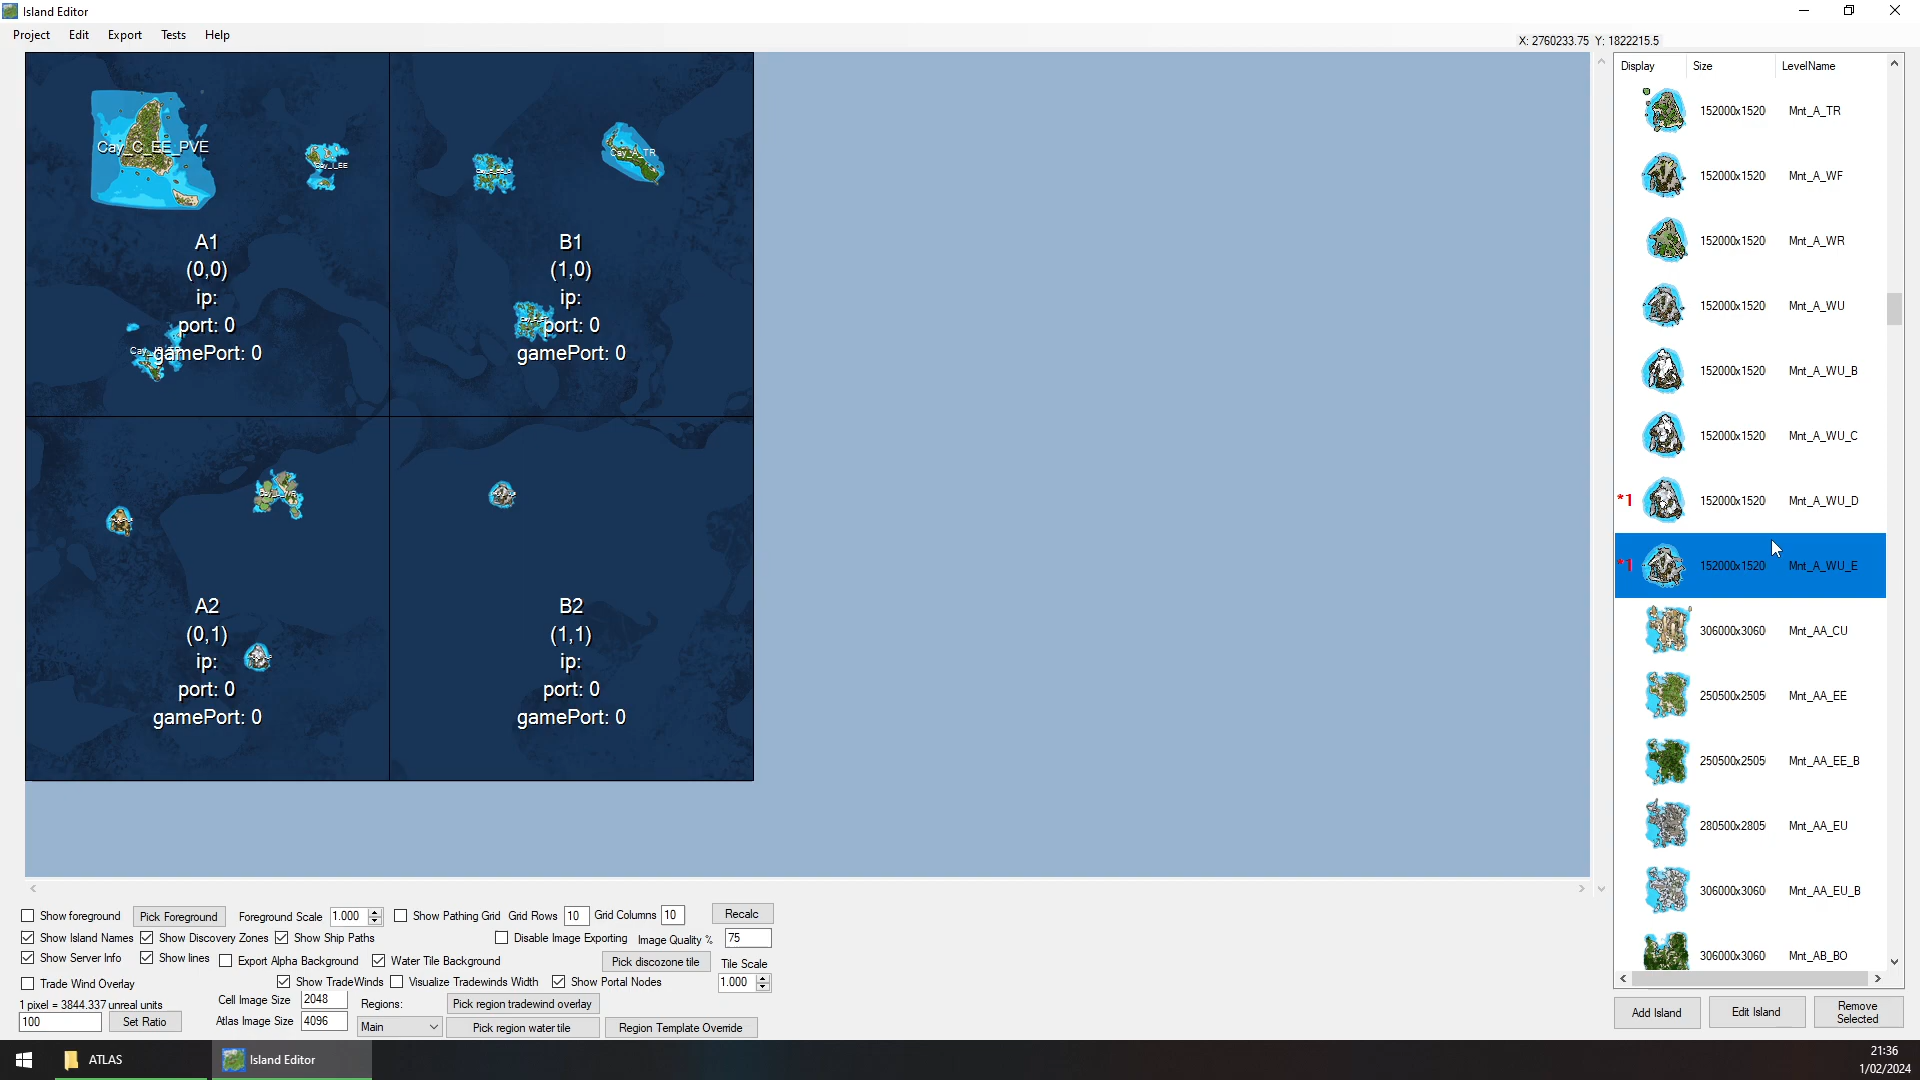 Island Editor
Project Edit Export Tests Help
X: 2760233.75 Y: 1822215.5
Display Size LevelName
152000x1520 Mnt_A_TR
152000x1520 Mnt_A_WF
152000x1520 Mnt_A_WR
152000x1520 Mnt_A_WU
152000x1520 Mnt_A_WU_B
152000x1520 Mnt_A_WU_C
*1 152000x1520 Mnt_A_WU_D
*1 152000x1520 Mnt_A_WU_E
306000x3060 Mnt_AA_CU
250500x2505 Mnt_AA_EE
250500x2505 Mnt_AA_EE_B
280500x2805 Mnt_AA_EU
306000x3060 Mnt_AA_EU_B
306000x3060 Mnt_AB_BO
Add Island Edit Island Remove Selected
Cay_C_EE_PVE
Cay_I_EE
Cay_A_TR
A1
(0,0)
ip:
port: 0
gamePort: 0
B1
(1,0)
ip:
port: 0
gamePort: 0
A2
(0,1)
ip:
port: 0
gamePort: 0
B2
(1,1)
ip:
port: 0
gamePort: 0
Show foreground Pick Foreground Foreground Scale 1.000 Show Pathing Grid Grid Rows 10 Grid Columns 10 Recalc
Show Island Names Show Discovery Zones Show Ship Paths Disable Image Exporting Image Quality % 75
Show Server Info Show lines Export Alpha Background Water Tile Background Pick discozone tile Tile Scale
Trade Wind Overlay Show TradeWinds Visualize Tradewinds Width Show Portal Nodes 1.000
1 pixel = 3844.337 unreal units Cell Image Size 2048 Regions: Pick region tradewind overlay
100 Set Ratio Atlas Image Size 4096 Main Pick region water tile Region Template Override
ATLAS Island Editor
21:36
1/02/2024